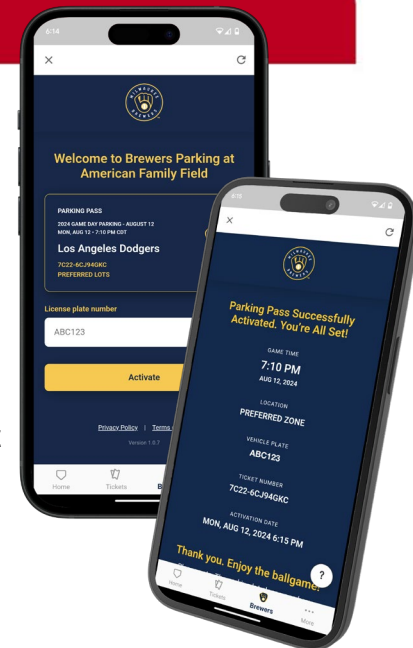 6:14
MILWAUKEE
BREWERS
Welcome to Brewers Parking at
American Family Field
PARKING PASS
2024 GAME DAY PARKING - AUGUST 12
MON, AUG 12 • 7:10 PM CDT
Los Angeles Dodgers
7C22-6CJ94GKC
PREFERRED LOTS
License plate number
ABC123
Activate
Privacy Policy | Terms
Version 1.0.7
Home
Tickets
B
6:15
Parking Pass Successfully
Activated. You're All Set!
GAME TIME
7:10 PM
AUG 12, 2024
LOCATION
PREFERRED ZONE
VEHICLE PLATE
ABC123
TICKET NUMBER
7C22-6CJ94GKC
ACTIVATION DATE
MON, AUG 12, 2024 6:15 PM
Thank you. Enjoy the ballgame!
?
Home
Tickets
Brewers
More